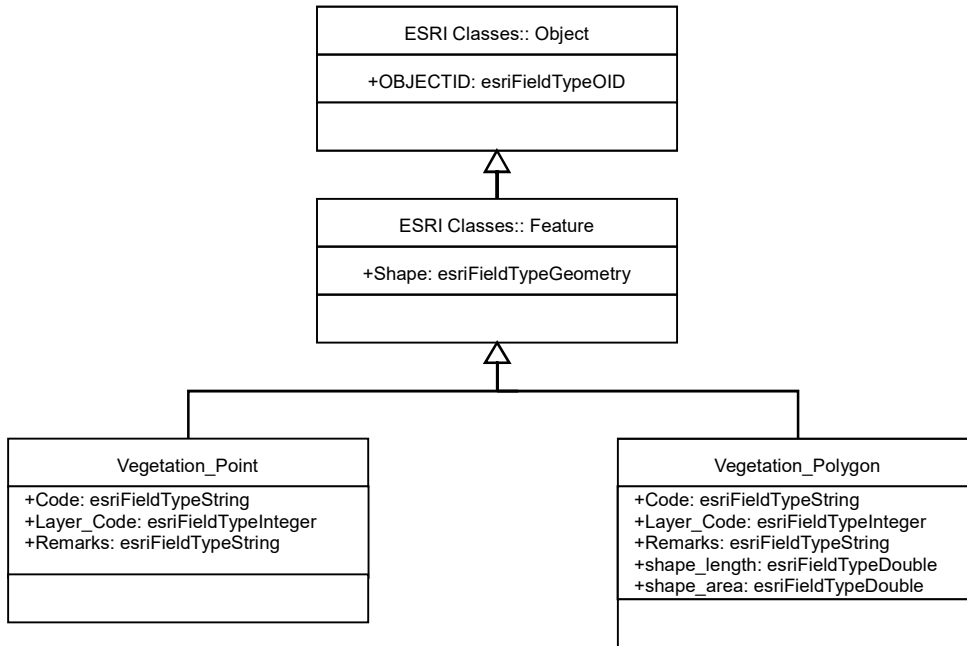 ESRI Classes:: Object
+OBJECTID: esriFieldTypeOID
ESRI Classes:: Feature
+Shape: esriFieldTypeGeometry
Vegetation_Point
+Code: esriFieldTypeString
+Layer_Code: esriFieldTypeInteger
+Remarks: esriFieldTypeString
Vegetation_Polygon
+Code: esriFieldTypeString
+Layer_Code: esriFieldTypeInteger
+Remarks: esriFieldTypeString
+shape_length: esriFieldTypeDouble
+shape_area: esriFieldTypeDouble